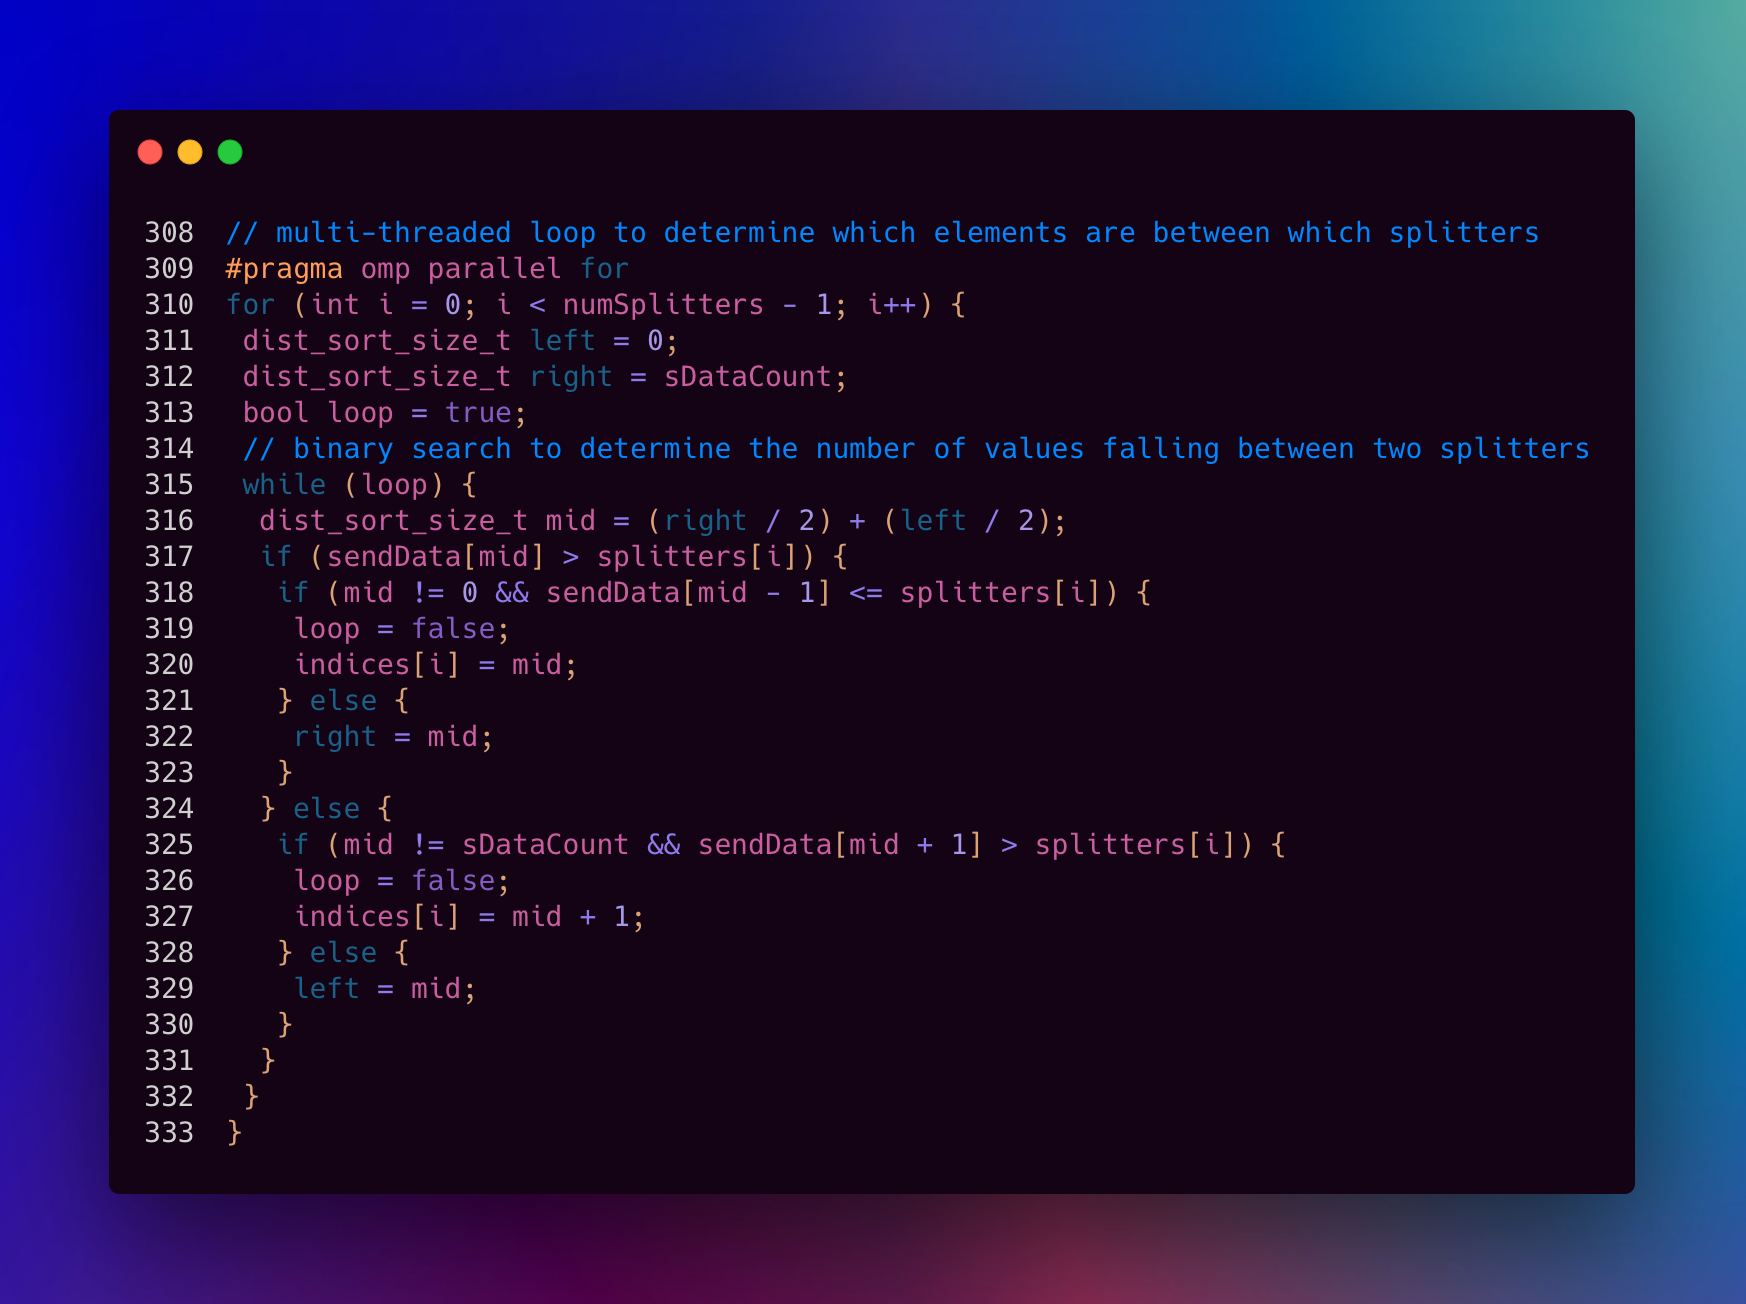 308 // multi-threaded loop to determine which elements are between which splitters
309 #pragma omp parallel for
310 for (int i = 0; i < numSplitters - 1; i++) {
311  dist_sort_size_t left = 0;
312  dist_sort_size_t right = sDataCount;
313  bool loop = true;
314  // binary search to determine the number of values falling between two splitters
315  while (loop) {
316   dist_sort_size_t mid = (right / 2) + (left / 2);
317   if (sendData[mid] > splitters[i]) {
318    if (mid != 0 && sendData[mid - 1] <= splitters[i]) {
319     loop = false;
320     indices[i] = mid;
321    } else {
322     right = mid;
323    }
324   } else {
325    if (mid != sDataCount && sendData[mid + 1] > splitters[i]) {
326     loop = false;
327     indices[i] = mid + 1;
328    } else {
329     left = mid;
330    }
331   }
332  }
333 }